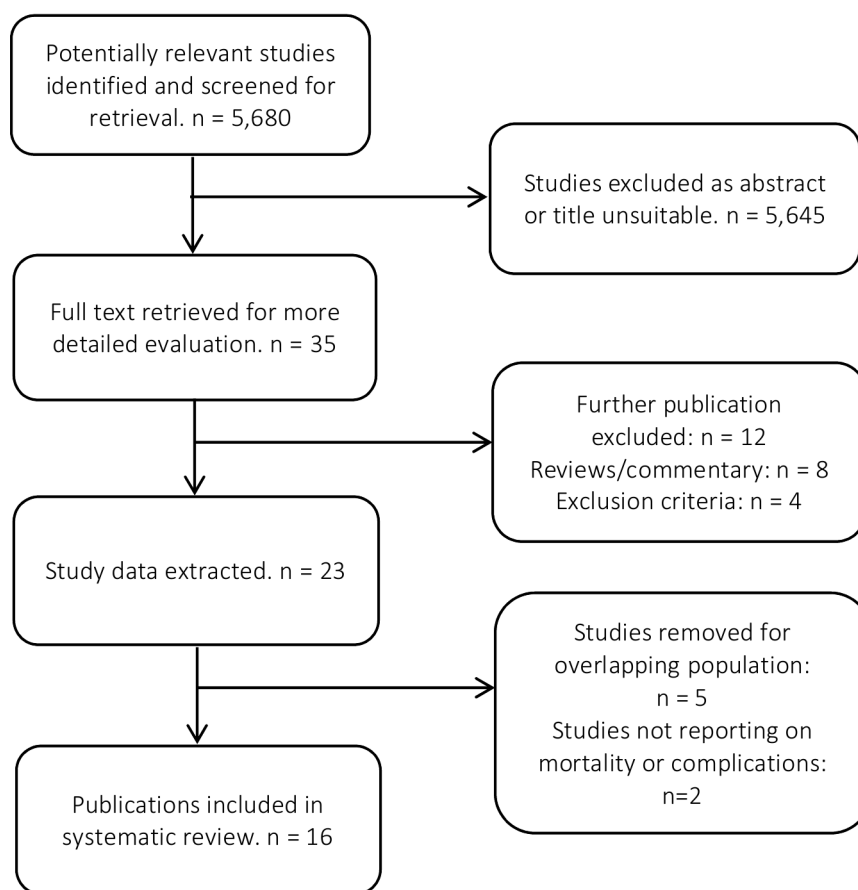 Potentially relevant studies
identified and screened for
retrieval. n = 5,680
Studies excluded as abstract
or title unsuitable. n = 5,645
Full text retrieved for more
detailed evaluation. n = 35
Further publication
excluded: n = 12
Reviews/commentary: n = 8
Exclusion criteria: n = 4
Study data extracted. n = 23
Studies removed for
overlapping population:
n = 5
Studies not reporting on
mortality or complications:
n=2
Publications included in
systematic review. n = 16